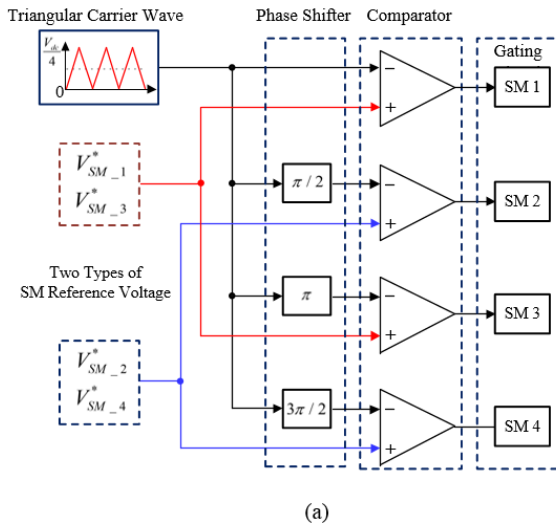 Triangular Carrier Wave
Phase Shifter
Comparator
Gating
V_dc
4
0
−
+
SM 1
V*_SM_1
V*_SM_3
π / 2
−
+
SM 2
Two Types of
SM Reference Voltage
π
−
+
SM 3
V*_SM_2
V*_SM_4
3π / 2
−
+
SM 4
(a)